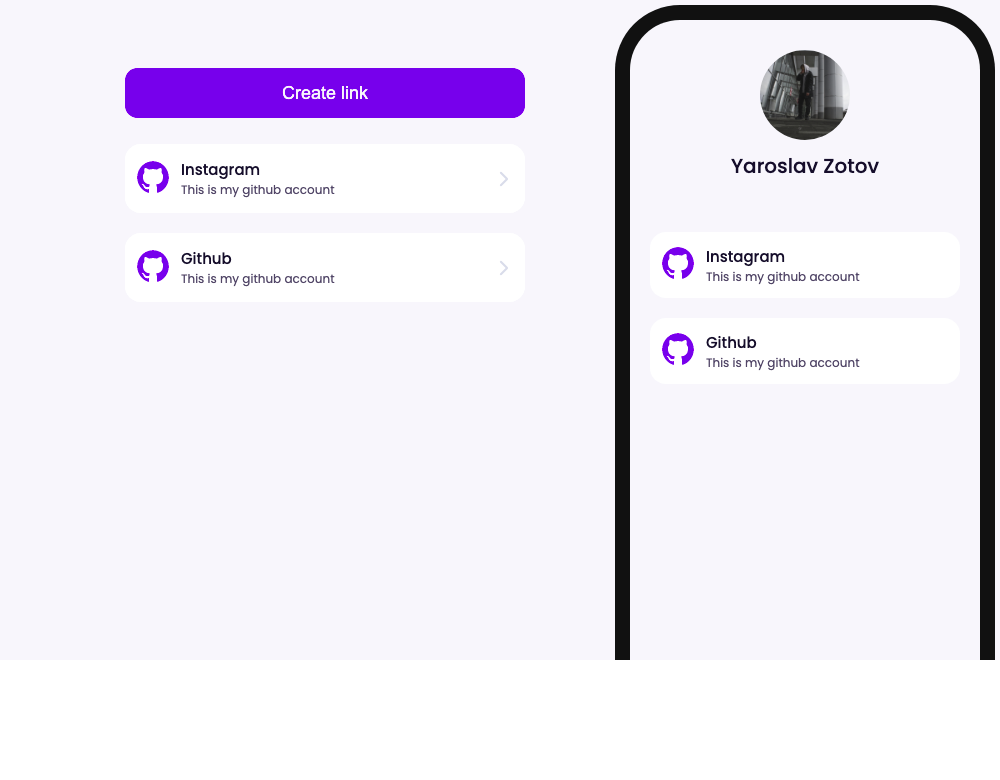 Create link
Instagram
This is my github account
Github
This is my github account
Yaroslav Zotov
Instagram
This is my github account
Github
This is my github account